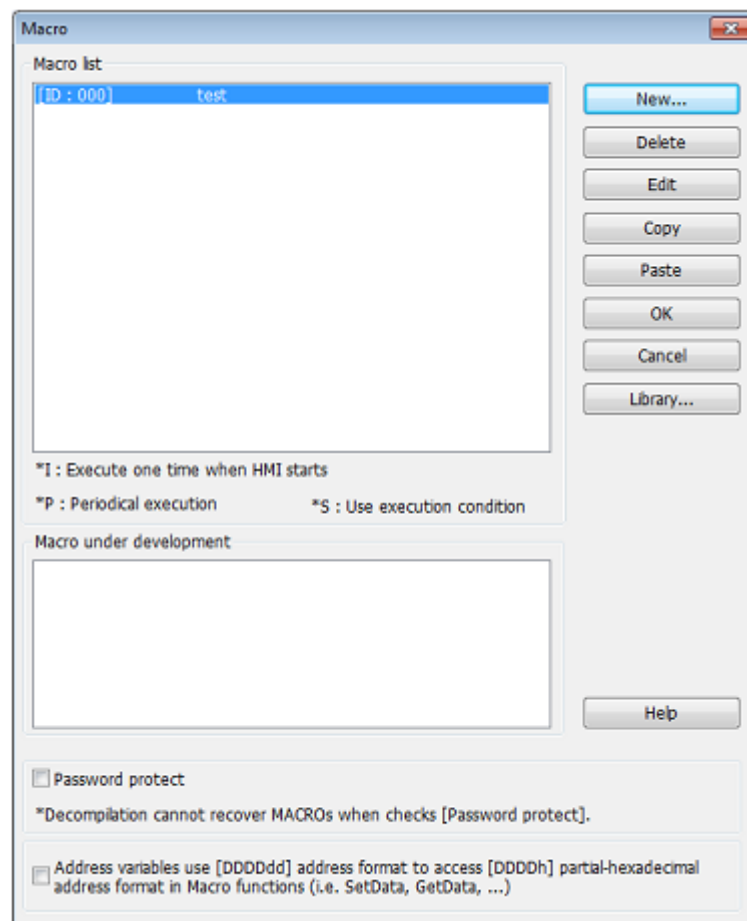 Macro
Macro list
[ID : 000] test
New...
Delete
Edit
Copy
Paste
OK
Cancel
Library...
*I : Execute one time when HMI starts
*P : Periodical execution *S : Use execution condition
Macro under development
Help
Password protect
*Decompilation cannot recover MACROs when checks [Password protect].
Address variables use [DDDDdd] address format to access [DDDDh] partial-hexadecimal
address format in Macro functions (i.e. SetData, GetData, ...)